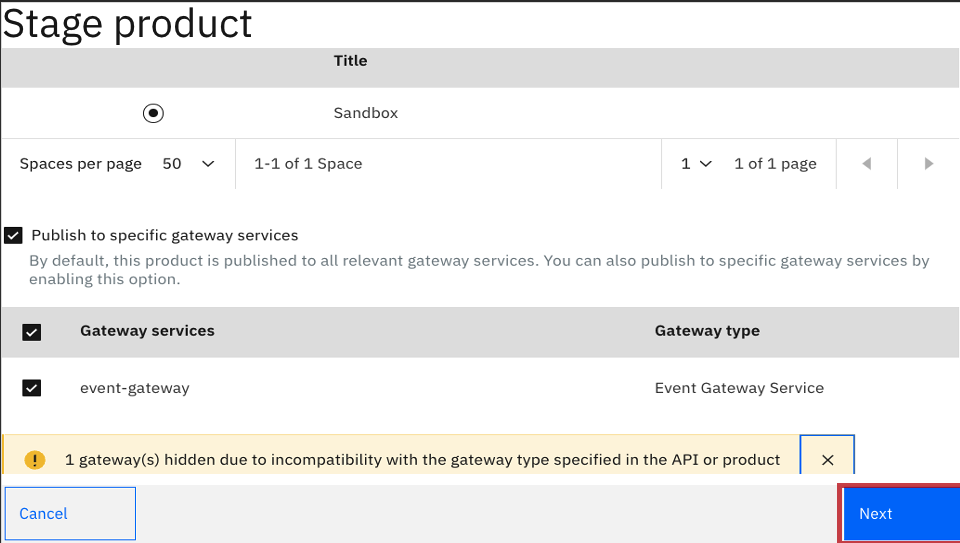 Stage product
Title
Sandbox
Spaces per page 50 1-1 of 1 Space 1 1 of 1 page
Publish to specific gateway services
By default, this product is published to all relevant gateway services. You can also publish to specific gateway services by
enabling this option.
Gateway services Gateway type
event-gateway Event Gateway Service
1 gateway(s) hidden due to incompatibility with the gateway type specified in the API or product
Cancel Next